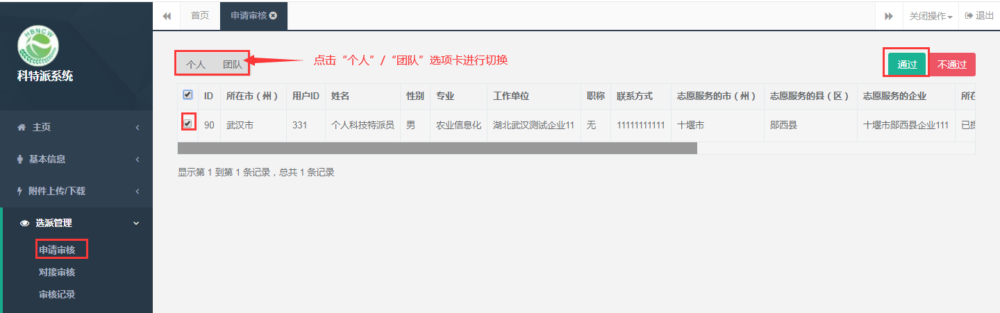 HBNCW
科特派系统
主页
基本信息
附件上传/下载
选派管理
申请审核
对接审核
审核记录
首页 申请审核 关闭操作 退出
个人 团队 点击“个人”/“团队”选项卡进行切换 通过 不通过
ID 所在市（州） 用户ID 姓名 性别 专业 工作单位 职称 联系方式 志愿服务的市（州） 志愿服务的县（区） 志愿服务的企业 所在
90 武汉市 331 个人科技特派员 男 农业信息化 湖北武汉测试企业11 无 11111111111 十堰市 郧西县 十堰市郧西县企业111 已提
显示第 1 到第 1 条记录，总共 1 条记录